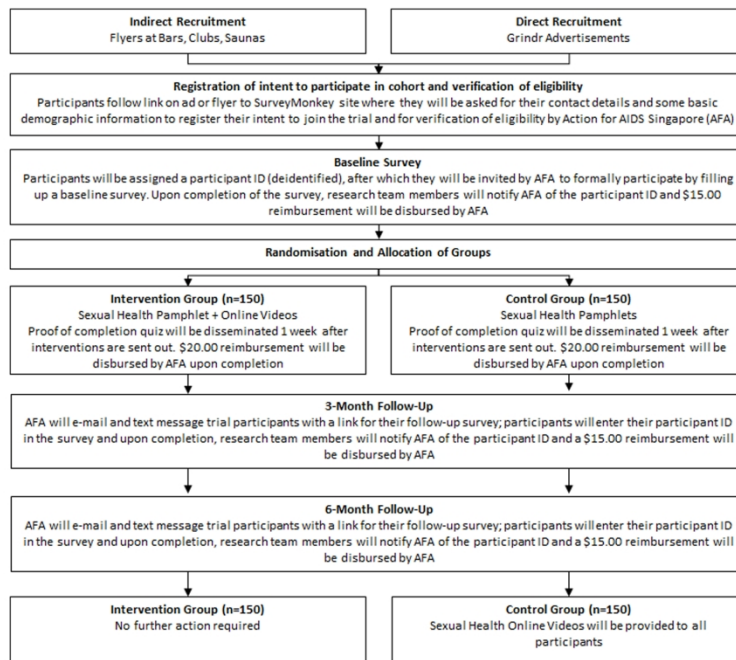 Indirect Recruitment
Flyers at Bars, Clubs, Saunas
Direct Recruitment
Grindr Advertisements
Registration of intent to participate in cohort and verification of eligibility
Participants follow link on ad or flyer to SurveyMonkey site where they will be asked for their contact details and some basic
demographic information to register their intent to join the trial and for verification of eligibility by Action for AIDS Singapore (AFA)
Baseline Survey
Participants will be assigned a participant ID (deidentified), after which they will be invited by AFA to formally participate by filling
up a baseline survey. Upon completion of the survey, research team members will notify AFA of the participant ID and $15.00
reimbursement will be disbursed by AFA
Randomisation and Allocation of Groups
Intervention Group (n=150)
Sexual Health Pamphlet + Online Videos
Proof of completion quiz will be disseminated 1 week after
interventions are sent out. $20.00 reimbursement will be
disbursed by AFA upon completion
Control Group (n=150)
Sexual Health Pamphlets
Proof of completion quiz will be disseminated 1 week after
interventions are sent out. $20.00 reimbursement will be
disbursed by AFA upon completion
3-Month Follow-Up
AFA will e-mail and text message trial participants with a link for their follow-up survey; participants will enter their participant ID
in the survey and upon completion, research team members will notify AFA of the participant ID and a $15.00 reimbursement will
be disbursed by AFA
6-Month Follow-Up
AFA will e-mail and text message trial participants with a link for their follow-up survey; participants will enter their participant ID
in the survey and upon completion, research team members will notify AFA of the participant ID and a $15.00 reimbursement will
be disbursed by AFA
Intervention Group (n=150)
No further action required
Control Group (n=150)
Sexual Health Online Videos will be provided to all
participants